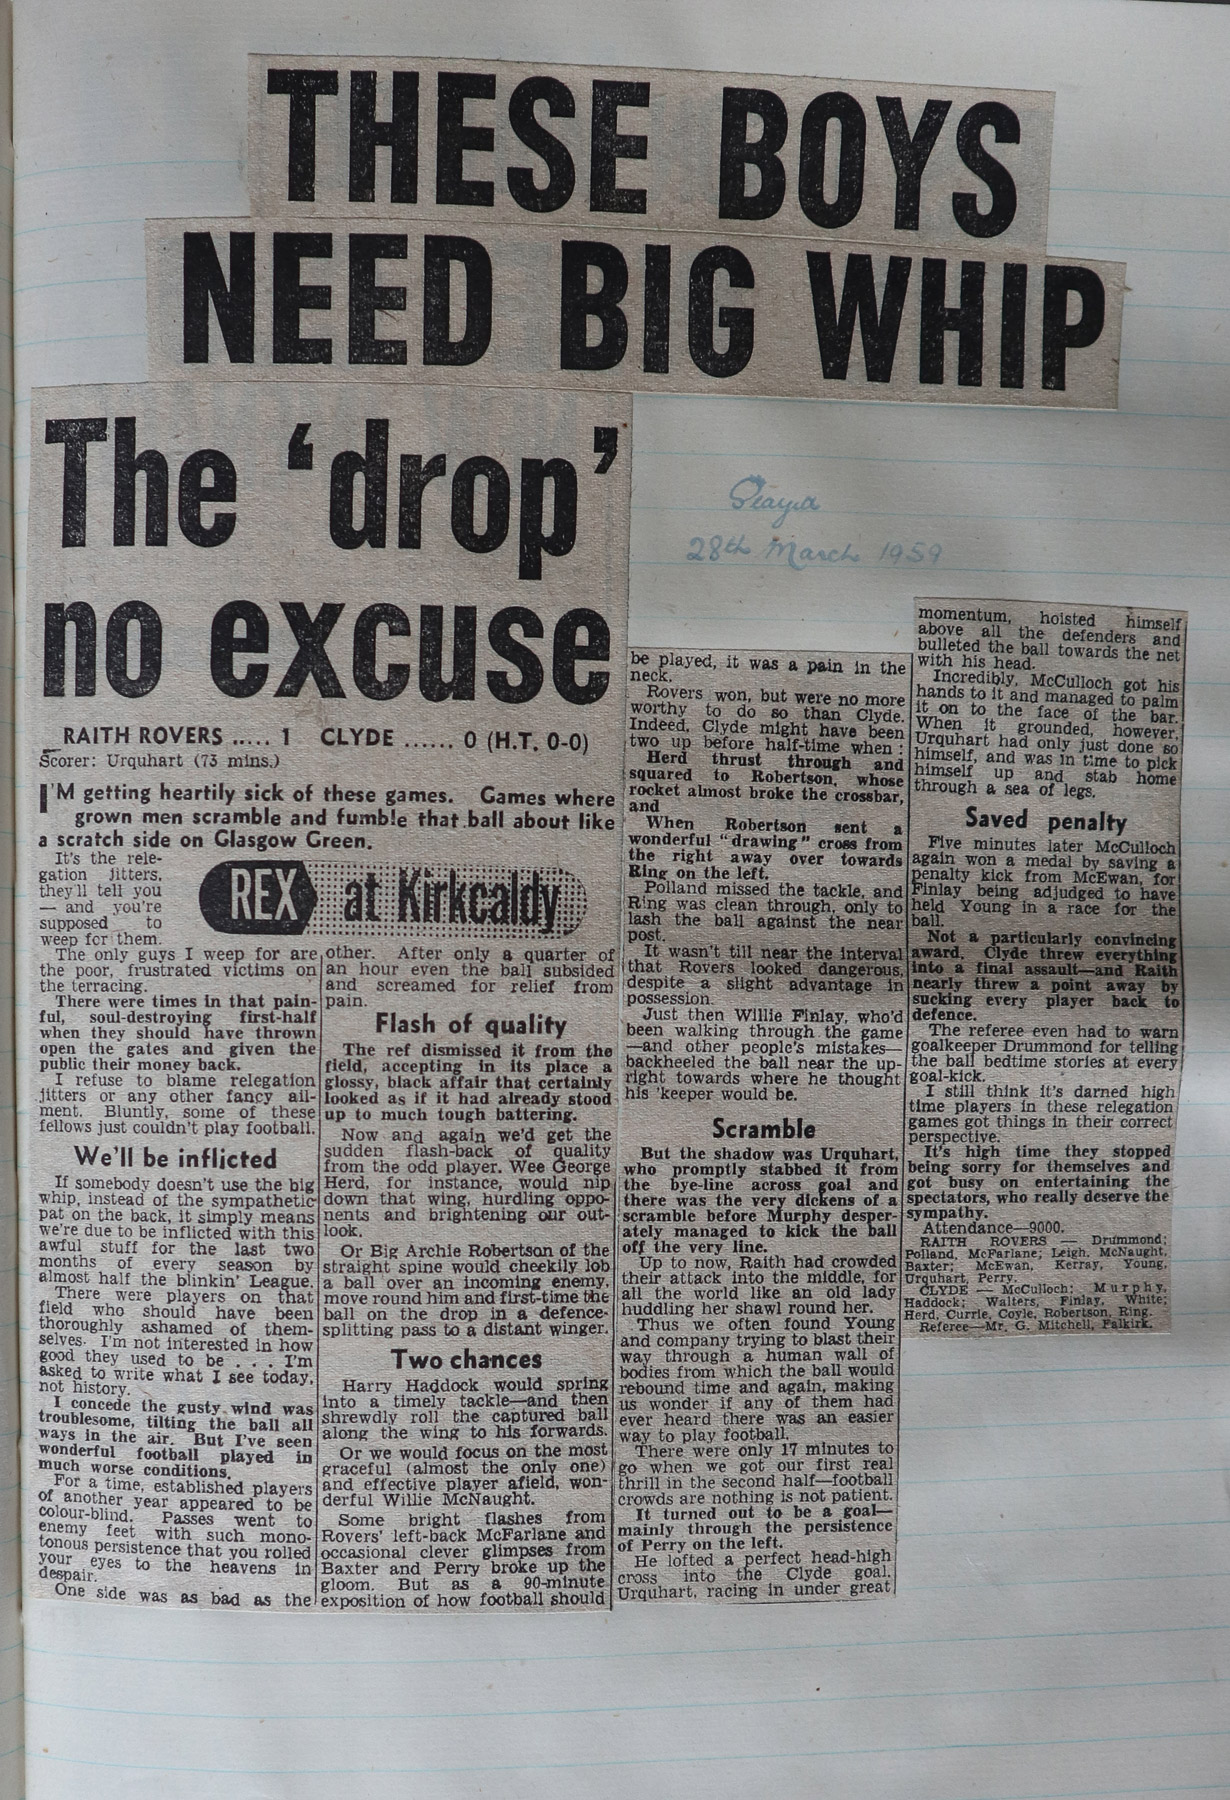 THESE BOYS
NEED BIG WHIP
The 'drop'
no excuse
28th March 1959
RAITH ROVERS ..... 1 CLYDE ...... 0 (H.T. 0-0)
Scorer: Urquhart (73 mins.)
I'M getting heartily sick of these games. Games where
grown men scramble and fumble that ball about like
a scratch side on Glasgow Green.
REX at Kirkcaldy
It's the rele-
gation jitters,
they'll tell you
— and you're
supposed to
weep for them.
The only guys I weep for are
the poor, frustrated victims on
the terracing.
There were times in that pain-
ful, soul-destroying first-half
when they should have thrown
open the gates and given the
public their money back.
I refuse to blame relegation
jitters or any other fancy ail-
ment. Bluntly, some of these
fellows just couldn't play football.
We'll be inflicted
If somebody doesn't use the big
whip, instead of the sympathetic
pat on the back, it simply means
we're due to be inflicted with this
awful stuff for the last two
months of every season by
almost half the blinkin' League.
There were players on that
field who should have been
thoroughly ashamed of them-
selves. I'm not interested in how
good they used to be . . . I'm
asked to write what I see today,
not history.
I concede the gusty wind was
troublesome, tilting the ball all
ways in the air. But I've seen
wonderful football played in
much worse conditions.
For a time, established players
of another year appeared to be
colour-blind. Passes went to
enemy feet with such mono-
tonous persistence that you rolled
your eyes to the heavens in
despair.
One side was as bad as the
other. After only a quarter of
an hour even the ball subsided
and screamed for relief from
pain.
Flash of quality
The ref dismissed it from the
field, accepting in its place a
glossy, black affair that certainly
looked as if it had already stood
up to much tough battering.
Now and again we'd get the
sudden flash-back of quality
from the odd player. Wee George
Herd, for instance, would nip
down that wing, hurdling oppo-
nents and brightening our out-
look.
Or Big Archie Robertson of the
straight spine would cheekily lob
a ball over an incoming enemy,
move round him and first-time the
ball on the drop in a defence-
splitting pass to a distant winger.
Two chances
Harry Haddock would spring
into a timely tackle—and then
shrewdly roll the captured ball
along the wing to his forwards.
Or we would focus on the most
graceful (almost the only one)
and effective player afield, won-
derful Willie McNaught.
Some bright flashes from
Rovers' left-back McFarlane and
occasional clever glimpses from
Baxter and Perry broke up the
gloom. But as a 90-minute
exposition of how football should
be played, it was a pain in the
neck.
Rovers won, but were no more
worthy to do so than Clyde.
Indeed, Clyde might have been
two up before half-time when :
Herd thrust through and
squared to Robertson, whose
rocket almost broke the crossbar,
and
When Robertson sent a
wonderful "drawing" cross from
the right away over towards
Ring on the left.
Polland missed the tackle, and
Ring was clean through, only to
lash the ball against the near
post.
It wasn't till near the interval
that Rovers looked dangerous,
despite a slight advantage in
possession.
Just then Willie Finlay, who'd
been walking through the game
—and other people's mistakes—
backheeled the ball near the up-
right towards where he thought
his 'keeper would be.
Scramble
But the shadow was Urquhart,
who promptly stabbed it from
the bye-line across goal and
there was the very dickens of a
scramble before Murphy desper-
ately managed to kick the ball
off the very line.
Up to now, Raith had crowded
their attack into the middle, for
all the world like an old lady
huddling her shawl round her.
Thus we often found Young
and company trying to blast their
way through a human wall of
bodies from which the ball would
rebound time and again, making
us wonder if any of them had
ever heard there was an easier
way to play football.
There were only 17 minutes to
go when we got our first real
thrill in the second half—football
crowds are nothing is not patient.
It turned out to be a goal—
mainly through the persistence
of Perry on the left.
He lofted a perfect head-high
cross into the Clyde goal.
Urquhart, racing in under great
momentum, hoisted himself
above all the defenders and
bulleted the ball towards the net
with his head.
Incredibly, McCulloch got his
hands to it and managed to palm
it on to the face of the bar.
When it grounded, however,
Urquhart had only just done so
himself, and was in time to pick
himself up and stab home
through a sea of legs.
Saved penalty
Five minutes later McCulloch
again won a medal by saving a
penalty kick from McEwan, for
Finlay being adjudged to have
held Young in a race for the
ball.
Not a particularly convincing
award. Clyde threw everything
into a final assault—and Raith
nearly threw a point away by
sucking every player back to
defence.
The referee even had to warn
goalkeeper Drummond for telling
the ball bedtime stories at every
goal-kick.
I still think it's darned high
time players in these relegation
games got things in their correct
perspective.
It's high time they stopped
being sorry for themselves and
got busy on entertaining the
spectators, who really deserve the
sympathy.
Attendance—9000.
RAITH ROVERS — Drummond;
Polland, McFarlane; Leigh, McNaught,
Baxter; McEwan, Kerray, Young,
Urquhart, Perry.
CLYDE — McCulloch; Murphy,
Haddock; Walters, Finlay, White;
Herd, Currie, Coyle, Robertson, Ring.
Referee—Mr. G. Mitchell, Falkirk.